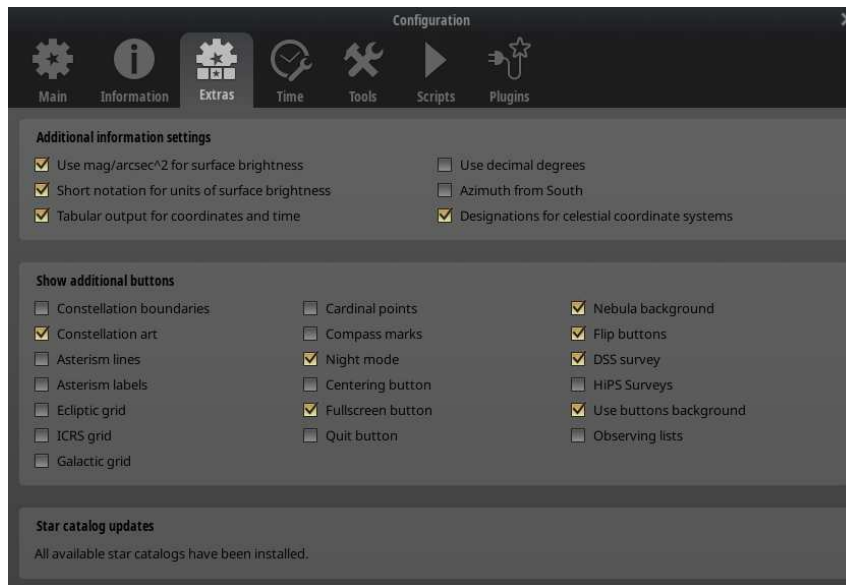 Configuration
Main Information Extras Time Tools Scripts Plugins
Additional information settings
Use mag/arcsec^2 for surface brightness
Use decimal degrees
Short notation for units of surface brightness
Azimuth from South
Tabular output for coordinates and time
Designations for celestial coordinate systems
Show additional buttons
Constellation boundaries
Cardinal points
Nebula background
Constellation art
Compass marks
Flip buttons
Asterism lines
Night mode
DSS survey
Asterism labels
Centering button
HiPS Surveys
Ecliptic grid
Fullscreen button
Use buttons background
ICRS grid
Quit button
Observing lists
Galactic grid
Star catalog updates
All available star catalogs have been installed.